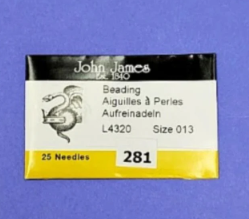 John James
Est. 1840
Beading
Aiguilles à Perles
Aufreinadeln
L4320 Size 013
25 Needles
281